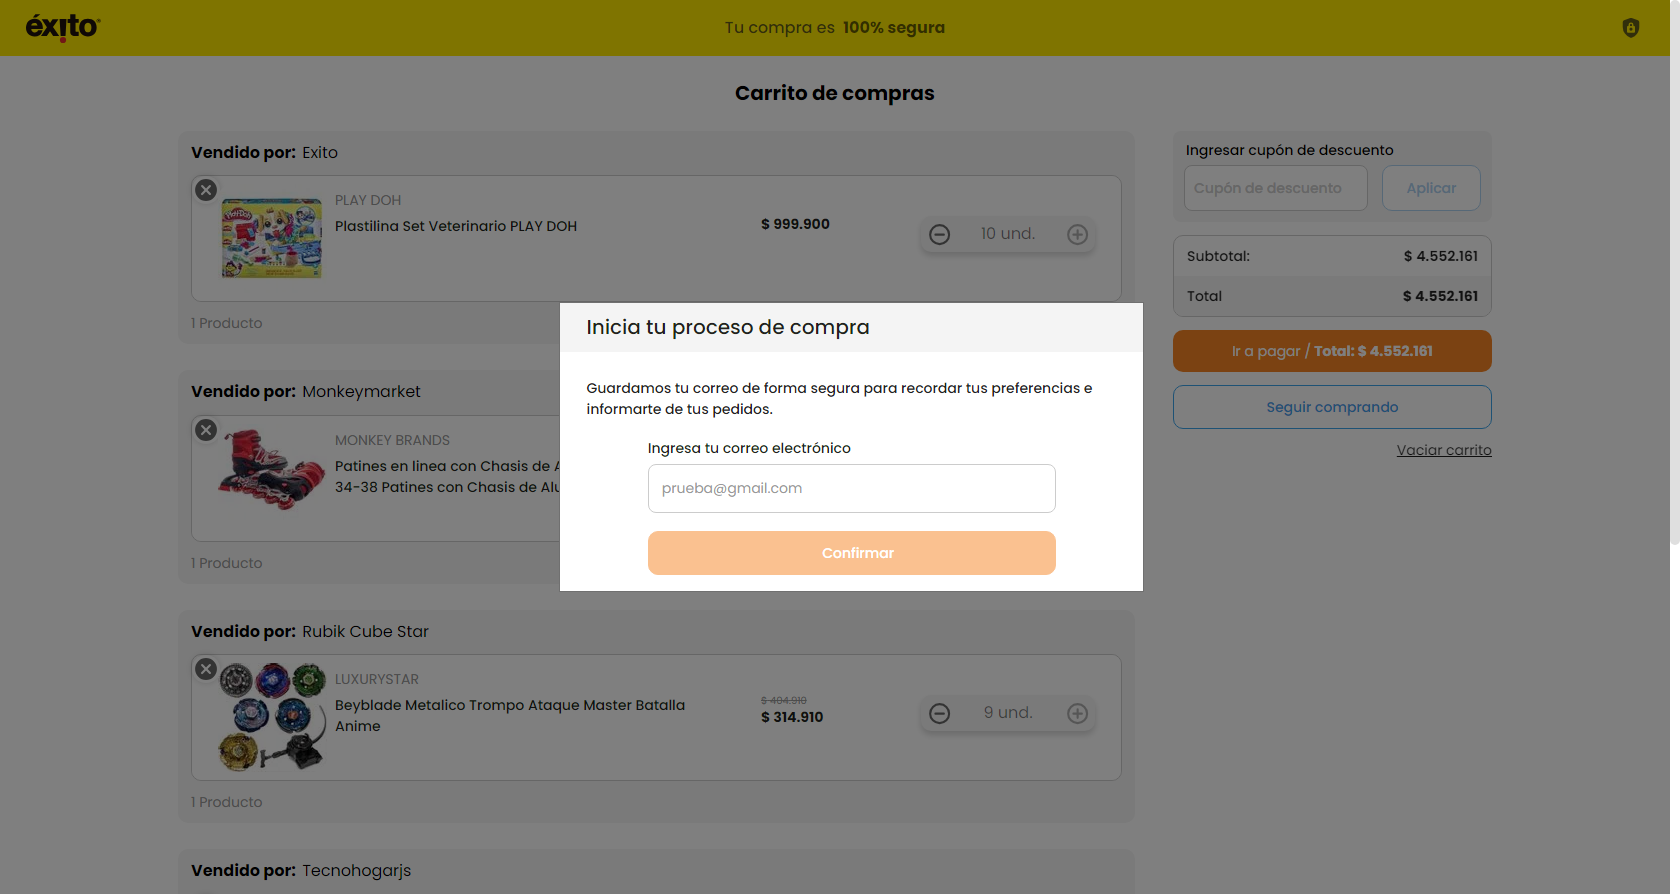 éxito
Tu compra es 100% segura
Carrito de compras
Vendido por: Exito
PLAY DOH
Plastilina Set Veterinario PLAY DOH
$ 999.900
10 und.
1 Producto
Ingresar cupón de descuento
Cupón de descuento
Aplicar
Subtotal: $ 4.552.161
Total $ 4.552.161
Ir a pagar / Total: $ 4.552.161
Seguir comprando
Vaciar carrito
Inicia tu proceso de compra
Guardamos tu correo de forma segura para recordar tus preferencias e
informarte de tus pedidos.
Ingresa tu correo electrónico
prueba@gmail.com
Confirmar
Vendido por: Monkeymarket
MONKEY BRANDS
Patines en linea con Chasis de
34-38 Patines con Chasis de
1 Producto
Vendido por: Rubik Cube Star
LUXURYSTAR
Beyblade Metalico Trompo Ataque Master Batalla
Anime
$ 404.910
$ 314.910
9 und.
1 Producto
Vendido por: Tecnohogarjs